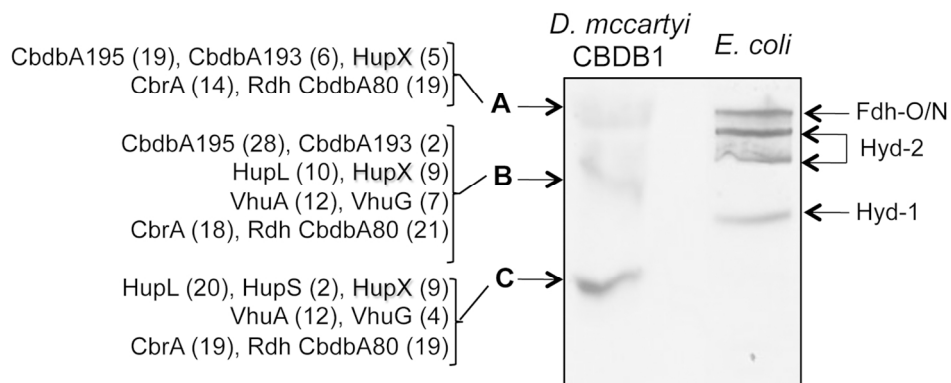 D. mccartyi
CBDB1
E. coli
CbdbA195 (19), CbdbA193 (6), HupX (5)
CbrA (14), Rdh CbdbA80 (19)
A
Fdh-O/N
Hyd-2
CbdbA195 (28), CbdbA193 (2)
HupL (10), HupX (9)
VhuA (12), VhuG (7)
CbrA (18), Rdh CbdbA80 (21)
B
Hyd-1
HupL (20), HupS (2), HupX (9)
VhuA (12), VhuG (4)
CbrA (19), Rdh CbdbA80 (19)
C